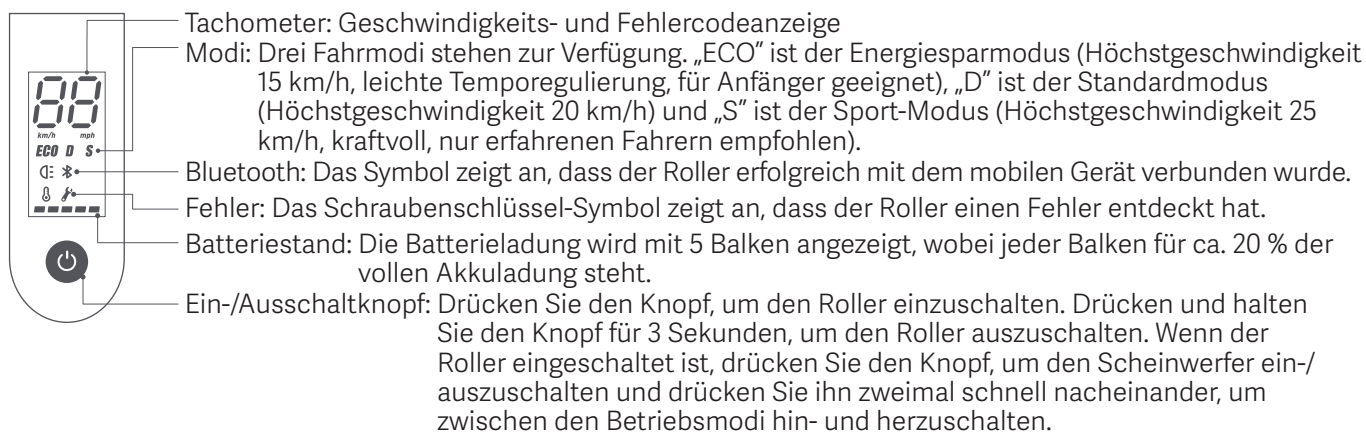 Tachometer: Geschwindigkeits- und Fehlercodeanzeige
Modi: Drei Fahrmodi stehen zur Verfügung. „ECO” ist der Energiesparmodus (Höchstgeschwindigkeit
15 km/h, leichte Temporegulierung, für Anfänger geeignet), „D” ist der Standardmodus
(Höchstgeschwindigkeit 20 km/h) und „S” ist der Sport-Modus (Höchstgeschwindigkeit 25
km/h, kraftvoll, nur erfahrenen Fahrern empfohlen).
Bluetooth: Das Symbol zeigt an, dass der Roller erfolgreich mit dem mobilen Gerät verbunden wurde.
Fehler: Das Schraubenschlüssel-Symbol zeigt an, dass der Roller einen Fehler entdeckt hat.
Batteriestand: Die Batterieladung wird mit 5 Balken angezeigt, wobei jeder Balken für ca. 20 % der
vollen Akkuladung steht.
Ein-/Ausschaltknopf: Drücken Sie den Knopf, um den Roller einzuschalten. Drücken und halten
Sie den Knopf für 3 Sekunden, um den Roller auszuschalten. Wenn der
Roller eingeschaltet ist, drücken Sie den Knopf, um den Scheinwerfer ein-/
auszuschalten und drücken Sie ihn zweimal schnell nacheinander, um
zwischen den Betriebsmodi hin- und herzuschalten.
88
km/h mph
ECO D S